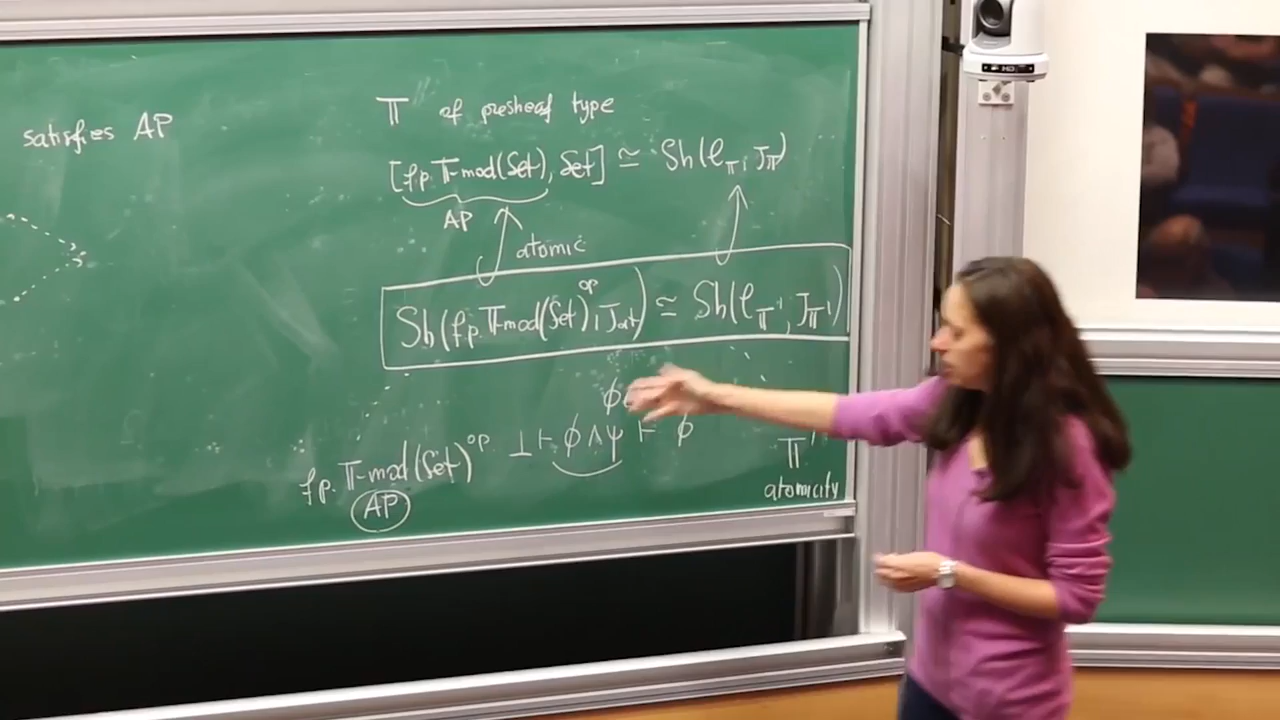 satisfies AP
𝕋 of presheaf type
[f.p. 𝕋-mod(Set), Set] ≃ Sh(𝒞_𝕋, J_𝕋)
AP
atomic
Sh(f.p. 𝕋-mod(Set)^op, J_at) ≃ Sh(𝒞_𝕋', J_𝕋')
ϕ
f.p. 𝕋-mod(Set)^op ⊥ ⊢ ϕ ∧ ψ ⊢ ϕ
𝕋'
AP
atomicity
HD